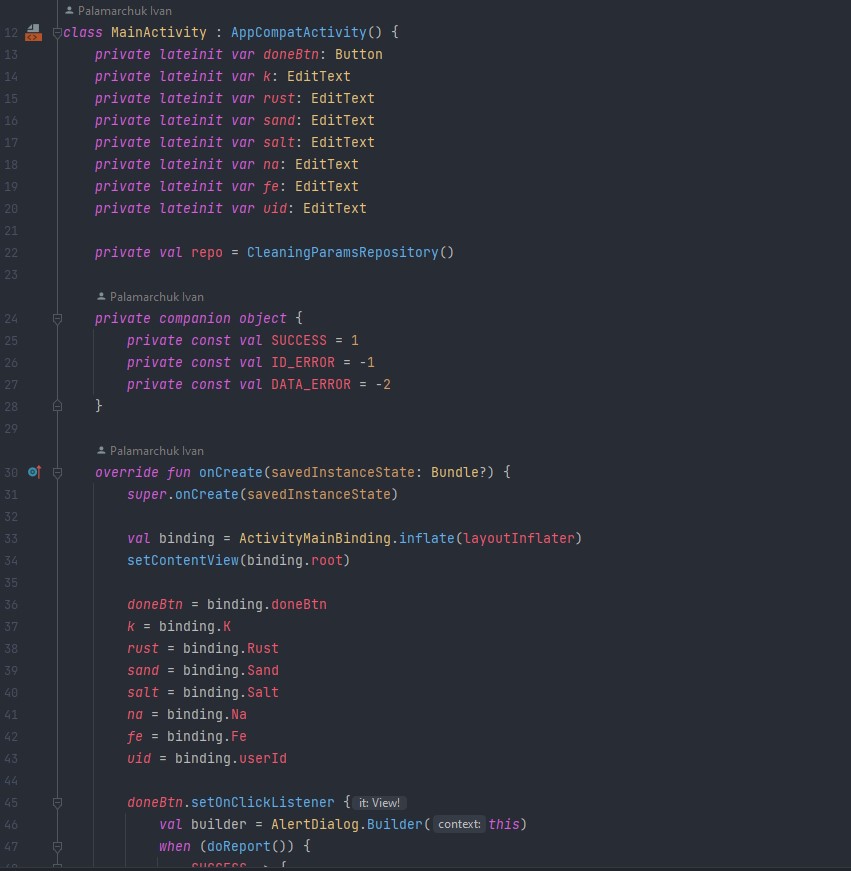 Palamarchuk Ivan
12 class MainActivity : AppCompatActivity() {
13 private lateinit var doneBtn: Button
14 private lateinit var k: EditText
15 private lateinit var rust: EditText
16 private lateinit var sand: EditText
17 private lateinit var salt: EditText
18 private lateinit var na: EditText
19 private lateinit var fe: EditText
20 private lateinit var uid: EditText
21
22 private val repo = CleaningParamsRepository()
23
Palamarchuk Ivan
24 private companion object {
25 private const val SUCCESS = 1
26 private const val ID_ERROR = -1
27 private const val DATA_ERROR = -2
28 }
29
Palamarchuk Ivan
30 override fun onCreate(savedInstanceState: Bundle?) {
31 super.onCreate(savedInstanceState)
32
33 val binding = ActivityMainBinding.inflate(layoutInflater)
34 setContentView(binding.root)
35
36 doneBtn = binding.doneBtn
37 k = binding.K
38 rust = binding.Rust
39 sand = binding.Sand
40 salt = binding.Salt
41 na = binding.Na
42 fe = binding.Fe
43 uid = binding.userId
44
45 doneBtn.setOnClickListener { it: View!
46 val builder = AlertDialog.Builder( context: this)
47 when (doReport()) {
48 SUCCESS -> {